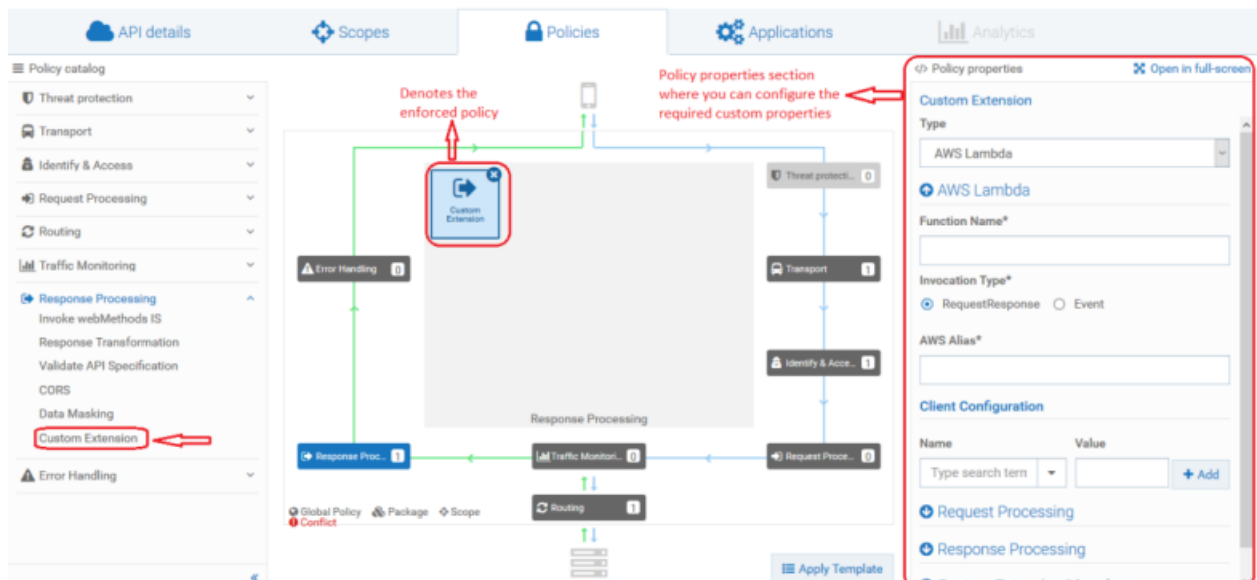 API details
Scopes
Policies
Applications
Analytics
Policy catalog
Threat protection
Transport
Identify & Access
Request Processing
Routing
Traffic Monitoring
Response Processing
Invoke webMethods IS
Response Transformation
Validate API Specification
CORS
Data Masking
Custom Extension
Error Handling
Denotes the
enforced policy
Policy properties section
where you can configure the
required custom properties
Custom
Extension
Threat protecti... 0
Error Handling 0
Transport 1
Identify & Acce... 1
Response Processing
Response Proc... 1
Traffic Monitori... 0
Request Proce... 0
Routing 1
Global Policy Package Scope
Conflict
Apply Template
Policy properties
Open in full-screen
Custom Extension
Type
AWS Lambda
AWS Lambda
Function Name*
Invocation Type*
RequestResponse Event
AWS Alias*
Client Configuration
Name Value
Type search tern
+ Add
Request Processing
Response Processing